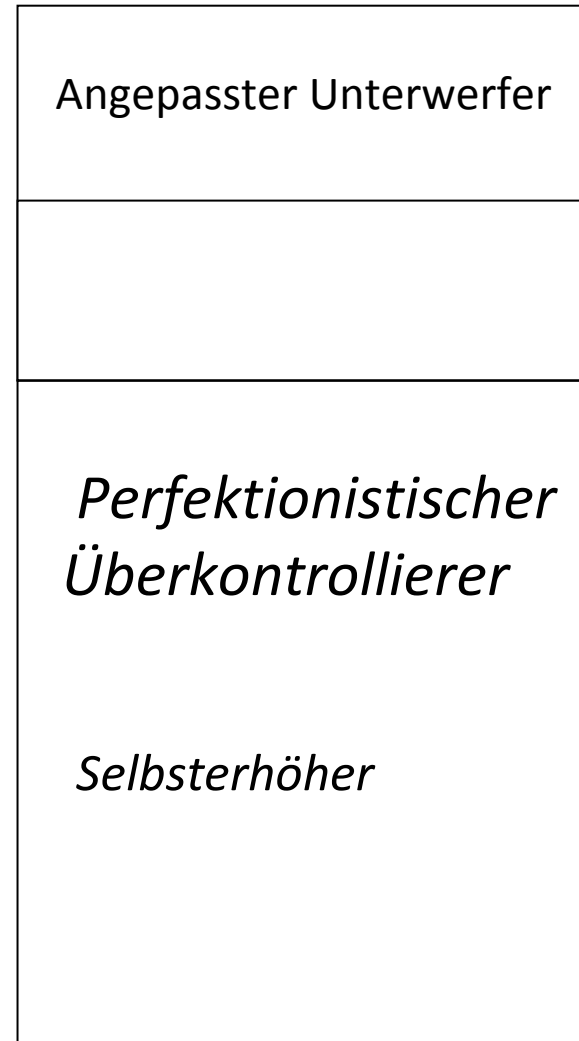 Angepasster Unterwerfer
Perfektionistischer
Überkontrollierer
Selbsterhöher